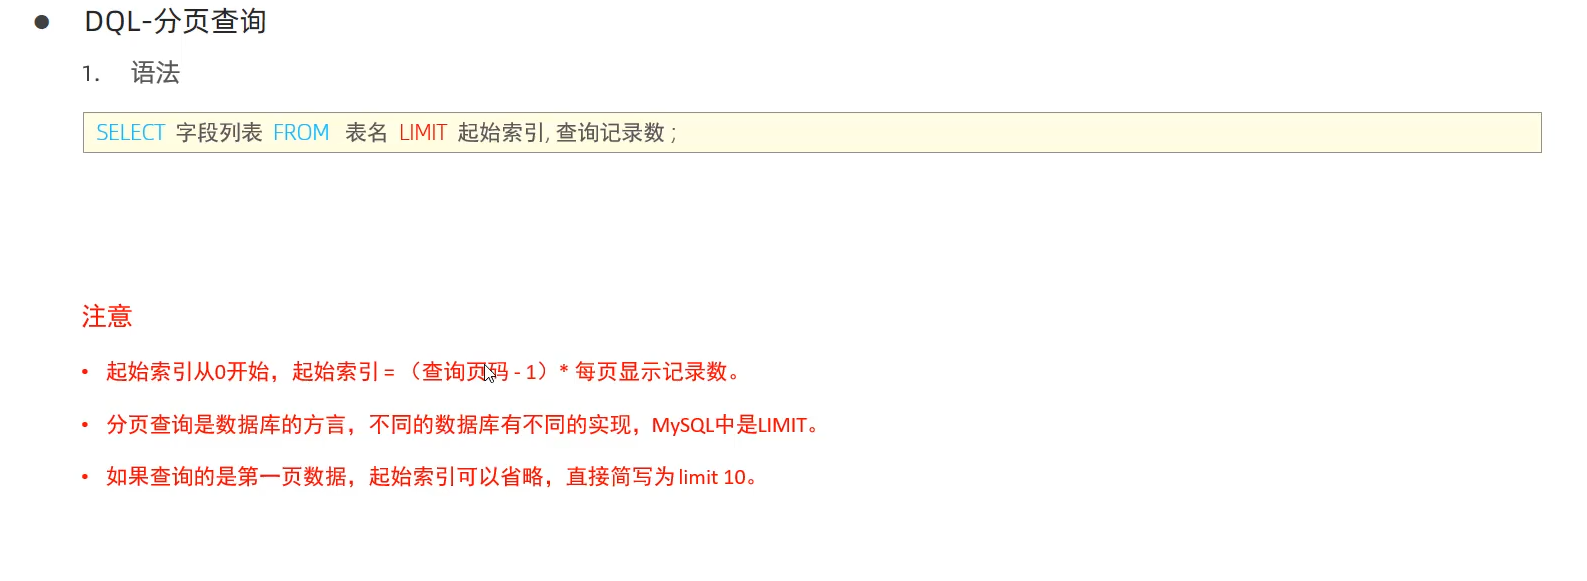 ● DQL-分页查询
1. 语法
SELECT 字段列表 FROM 表名 LIMIT 起始索引, 查询记录数 ;
注意
• 起始索引从0开始，起始索引 = （查询页码 - 1）* 每页显示记录数。
• 分页查询是数据库的方言，不同的数据库有不同的实现，MySQL中是LIMIT。
• 如果查询的是第一页数据，起始索引可以省略，直接简写为 limit 10。